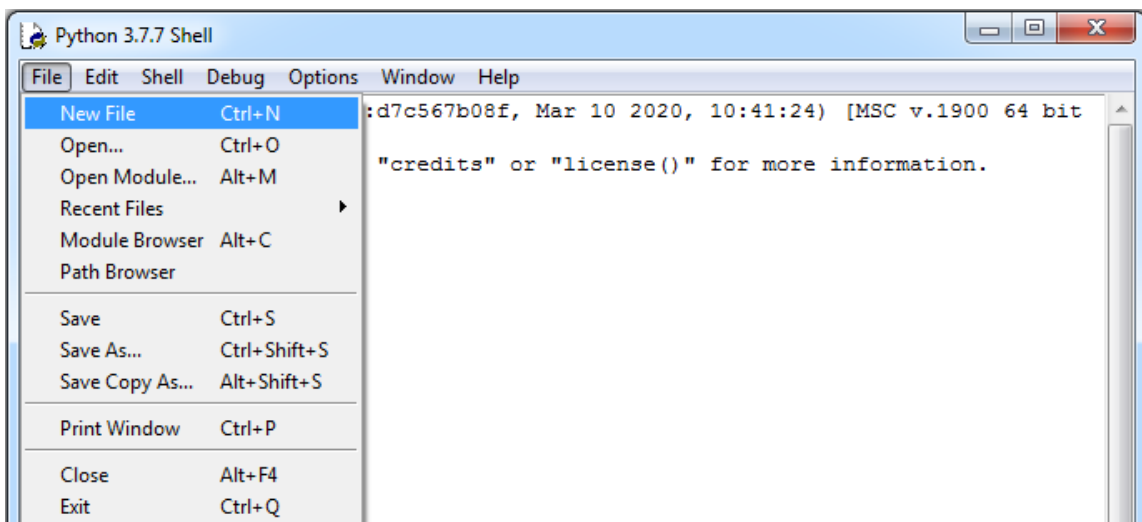 Python 3.7.7 Shell
File Edit Shell Debug Options Window Help
New File Ctrl+N
:d7c567b08f, Mar 10 2020, 10:41:24) [MSC v.1900 64 bit
Open... Ctrl+O
"credits" or "license()" for more information.
Open Module... Alt+M
Recent Files
Module Browser Alt+C
Path Browser
Save Ctrl+S
Save As... Ctrl+Shift+S
Save Copy As... Alt+Shift+S
Print Window Ctrl+P
Close Alt+F4
Exit Ctrl+Q